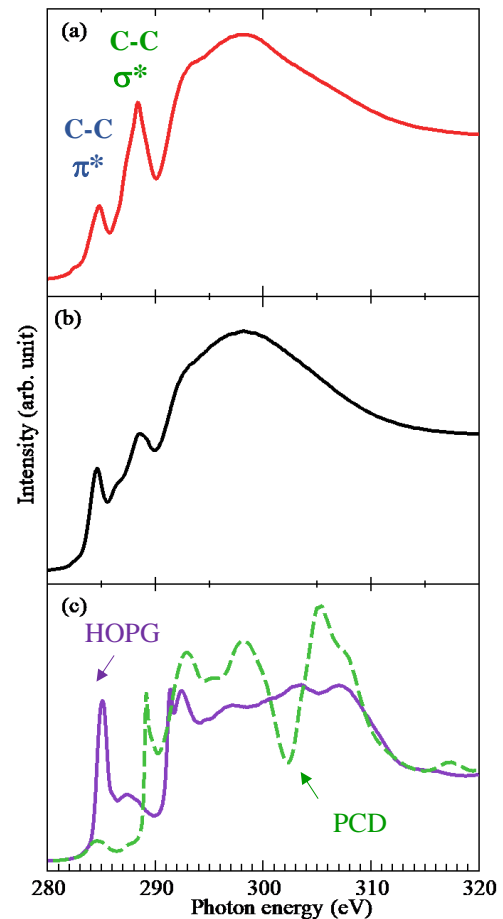 (a)
C-C
σ*
C-C
π*
(b)
Intensity (arb. unit)
(c)
HOPG
PCD
280 290 300 310 320
Photon energy (eV)